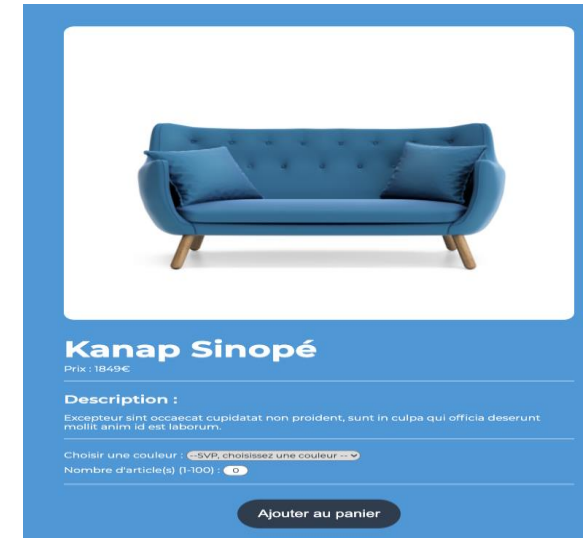 Kanap Sinopé
Prix : 1849€
Description :
Excepteur sint occaecat cupidatat non proident, sunt in culpa qui officia deserunt
mollit anim id est laborum.
Choisir une couleur : --SVP, choisissez une couleur --
Nombre d'article(s) (1-100) : 0
Ajouter au panier